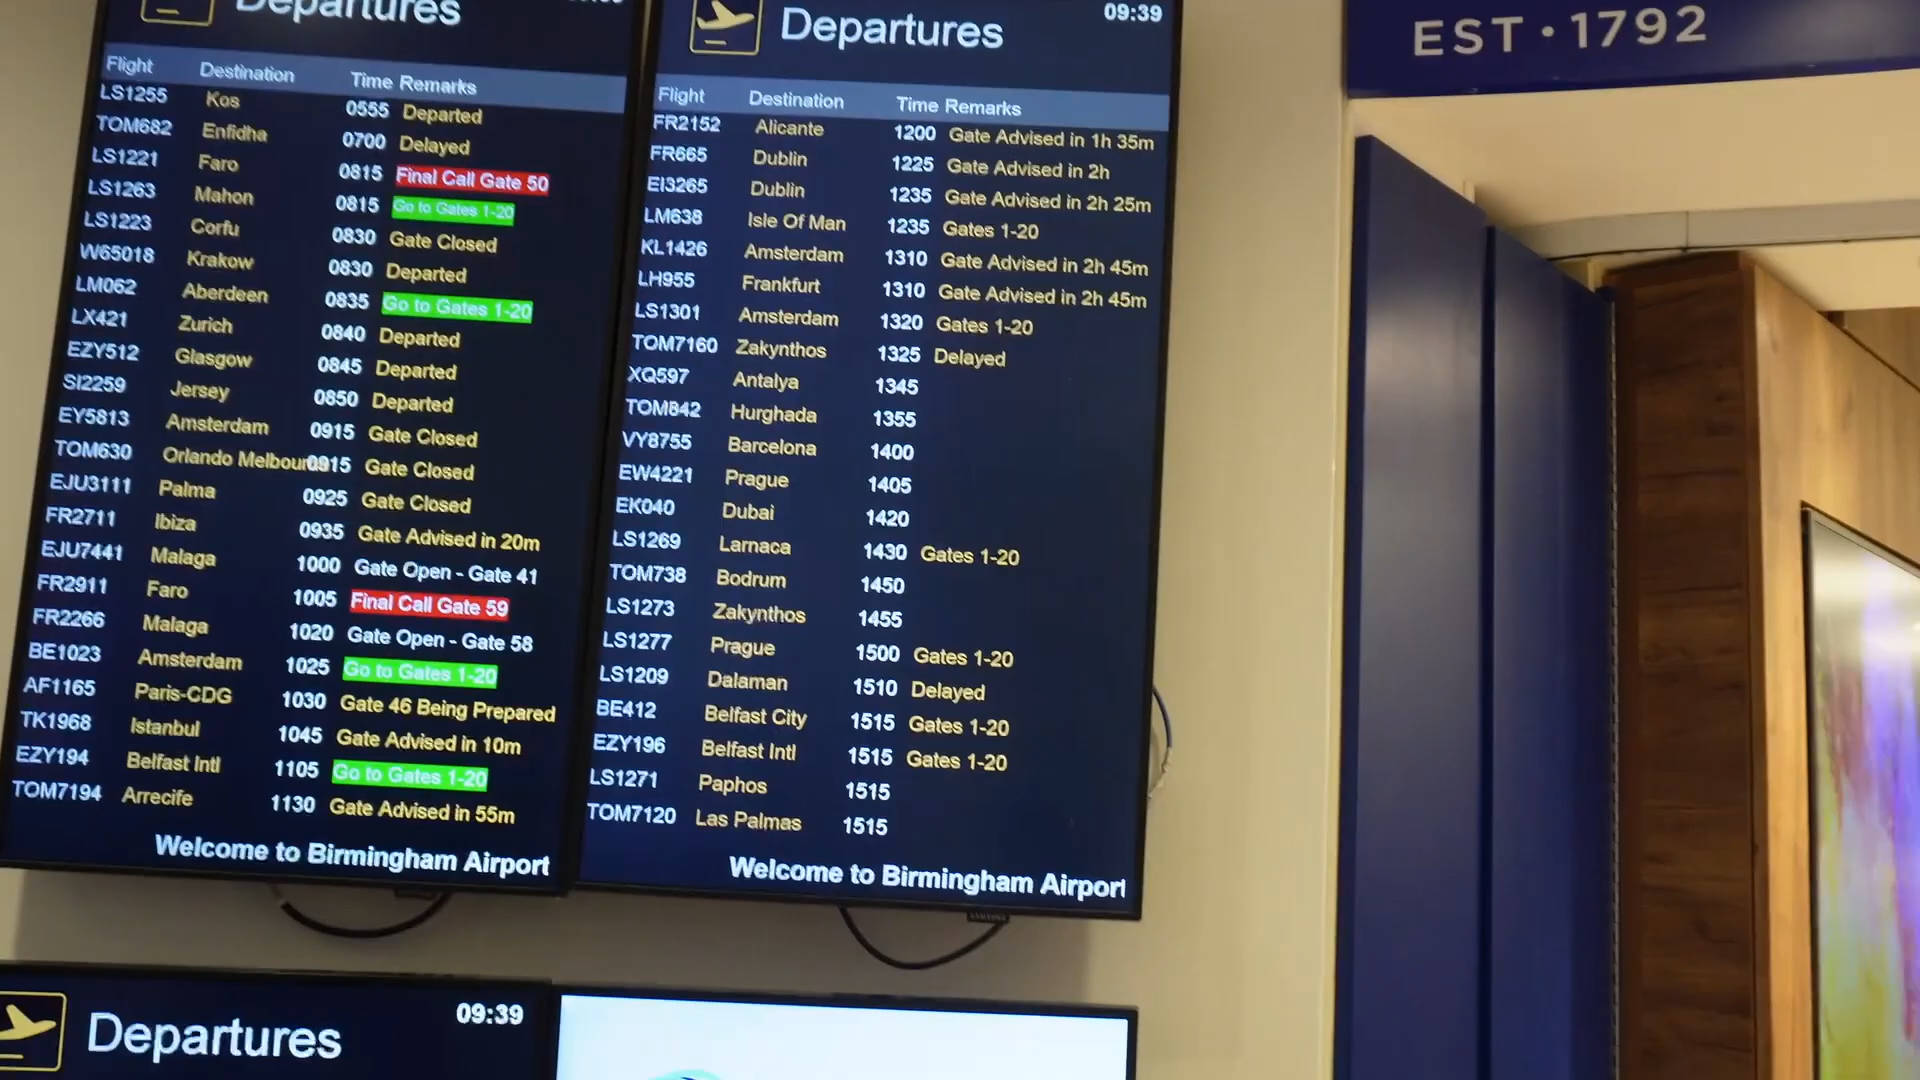 Departures
Flight Destination Time Remarks
LS1255 Kos 0555 Departed
TOM682 Enfidha 0700 Delayed
LS1221 Faro 0815 Final Call Gate 50
LS1263 Mahon 0815 Go to Gates 1-20
LS1223 Corfu 0830 Gate Closed
W65018 Krakow 0830 Departed
LM062 Aberdeen 0835 Go to Gates 1-20
LX421 Zurich 0840 Departed
EZY512 Glasgow 0845 Departed
SI2259 Jersey 0850 Departed
EY5813 Amsterdam 0915 Gate Closed
TOM630 Orlando Melbourn 0915 Gate Closed
EJU3111 Palma 0925 Gate Closed
FR2711 Ibiza 0935 Gate Advised in 20m
EJU7441 Malaga 1000 Gate Open - Gate 41
FR2911 Faro 1005 Final Call Gate 59
FR2266 Malaga 1020 Gate Open - Gate 58
BE1023 Amsterdam 1025 Go to Gates 1-20
AF1165 Paris-CDG 1030 Gate 46 Being Prepared
TK1968 Istanbul 1045 Gate Advised in 10m
EZY194 Belfast Intl 1105 Go to Gates 1-20
TOM7194 Arrecife 1130 Gate Advised in 55m
Welcome to Birmingham Airport
Departures 09:39
Flight Destination Time Remarks
FR2152 Alicante 1200 Gate Advised in 1h 35m
FR665 Dublin 1225 Gate Advised in 2h
EI3265 Dublin 1235 Gate Advised in 2h 25m
LM638 Isle Of Man 1235 Gates 1-20
KL1426 Amsterdam 1310 Gate Advised in 2h 45m
LH955 Frankfurt 1310 Gate Advised in 2h 45m
LS1301 Amsterdam 1320 Gates 1-20
TOM7160 Zakynthos 1325 Delayed
XQ597 Antalya 1345
TOM842 Hurghada 1355
VY8755 Barcelona 1400
EW4221 Prague 1405
EK040 Dubai 1420
LS1269 Larnaca 1430 Gates 1-20
TOM738 Bodrum 1450
LS1273 Zakynthos 1455
LS1277 Prague 1500 Gates 1-20
LS1209 Dalaman 1510 Delayed
BE412 Belfast City 1515 Gates 1-20
EZY196 Belfast Intl 1515 Gates 1-20
LS1271 Paphos 1515
TOM7120 Las Palmas 1515
Welcome to Birmingham Airport
SAMSUNG
EST • 1792
Departures 09:39